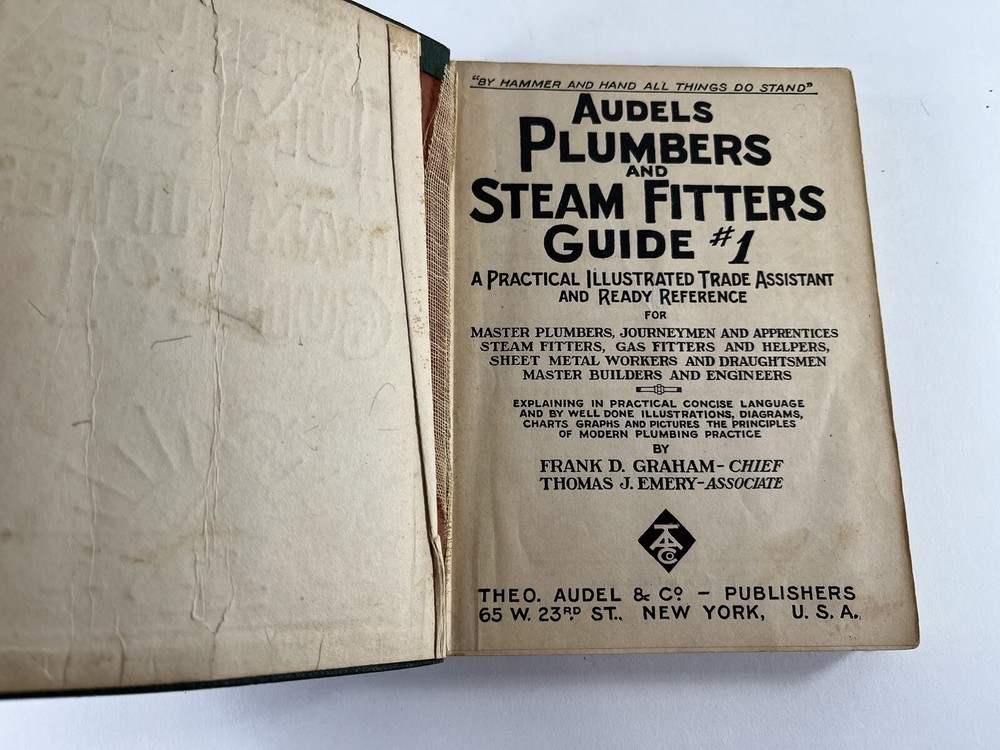 "BY HAMMER AND HAND ALL THINGS DO STAND"
AUDELS
PLUMBERS
AND
STEAM FITTERS
GUIDE #1
A PRACTICAL ILLUSTRATED TRADE ASSISTANT
AND READY REFERENCE
FOR
MASTER PLUMBERS, JOURNEYMEN AND APPRENTICES
STEAM FITTERS, GAS FITTERS AND HELPERS,
SHEET METAL WORKERS AND DRAUGHTSMEN
MASTER BUILDERS AND ENGINEERS
EXPLAINING IN PRACTICAL CONCISE LANGUAGE
AND BY WELL DONE ILLUSTRATIONS, DIAGRAMS,
CHARTS GRAPHS AND PICTURES THE PRINCIPLES
OF MODERN PLUMBING PRACTICE
BY
FRANK D. GRAHAM - CHIEF
THOMAS J. EMERY - ASSOCIATE
TA
CO
THEO. AUDEL & CO. - PUBLISHERS
65 W. 23RD ST., NEW YORK, U. S. A.